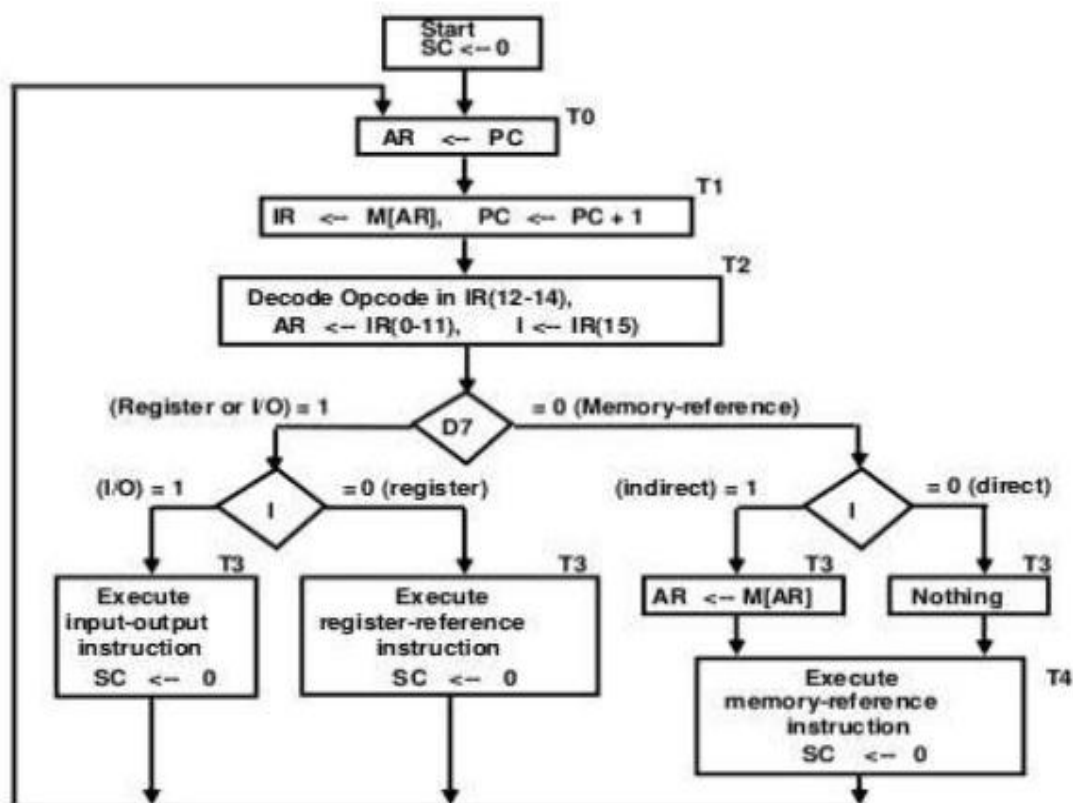 Start
SC <-- 0
T0
AR <-- PC
T1
IR <-- M[AR], PC <-- PC + 1
T2
Decode Opcode in IR(12-14),
AR <-- IR(0-11), I <-- IR(15)
(Register or I/O) = 1
D7
= 0 (Memory-reference)
(I/O) = 1
I
= 0 (register)
(indirect) = 1
I
= 0 (direct)
T3
Execute
input-output
instruction
SC <-- 0
T3
Execute
register-reference
instruction
SC <-- 0
T3
AR <-- M[AR]
T3
Nothing
Execute
memory-reference
instruction
SC <-- 0
T4